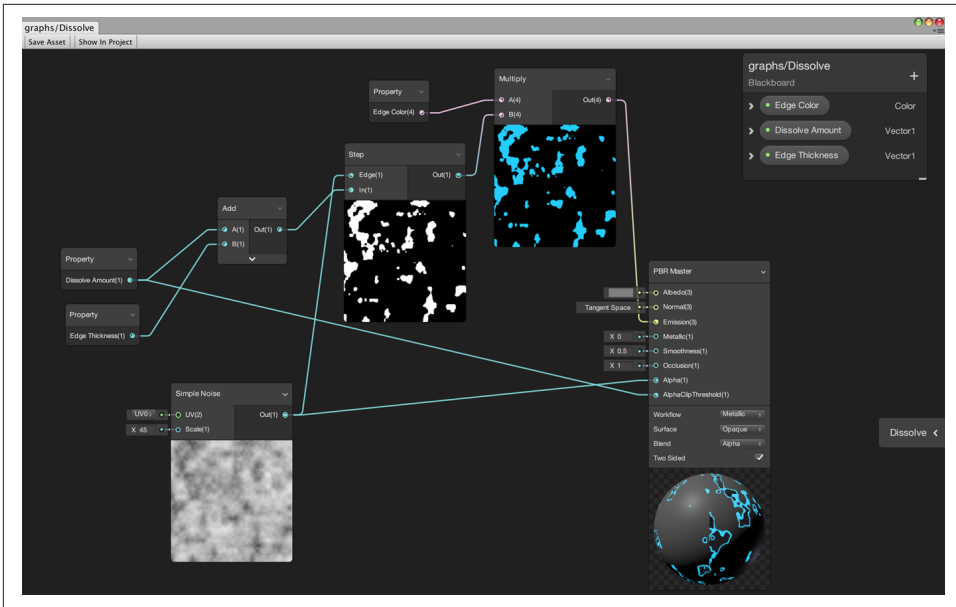 graphs/Dissolve
Save Asset Show In Project
graphs/Dissolve
Blackboard
Edge Color Color
Dissolve Amount Vector1
Edge Thickness Vector1
Property
Edge Color(4)
Multiply
A(4) Out(4)
B(4)
Step
Edge(1) Out(1)
In(1)
Add
A(1) Out(1)
B(1)
Property
Dissolve Amount(1)
Property
Edge Thickness(1)
Simple Noise
UV0 UV(2) Out(1)
X 45 Scale(1)
PBR Master
Albedo(3)
Tangent Space Normal(3)
Emission(3)
X 0 Metallic(1)
X 0.5 Smoothness(1)
X 1 Occlusion(1)
Alpha(1)
AlphaClipThreshold(1)
Workflow Metallic
Surface Opaque
Blend Alpha
Two Sided
Dissolve